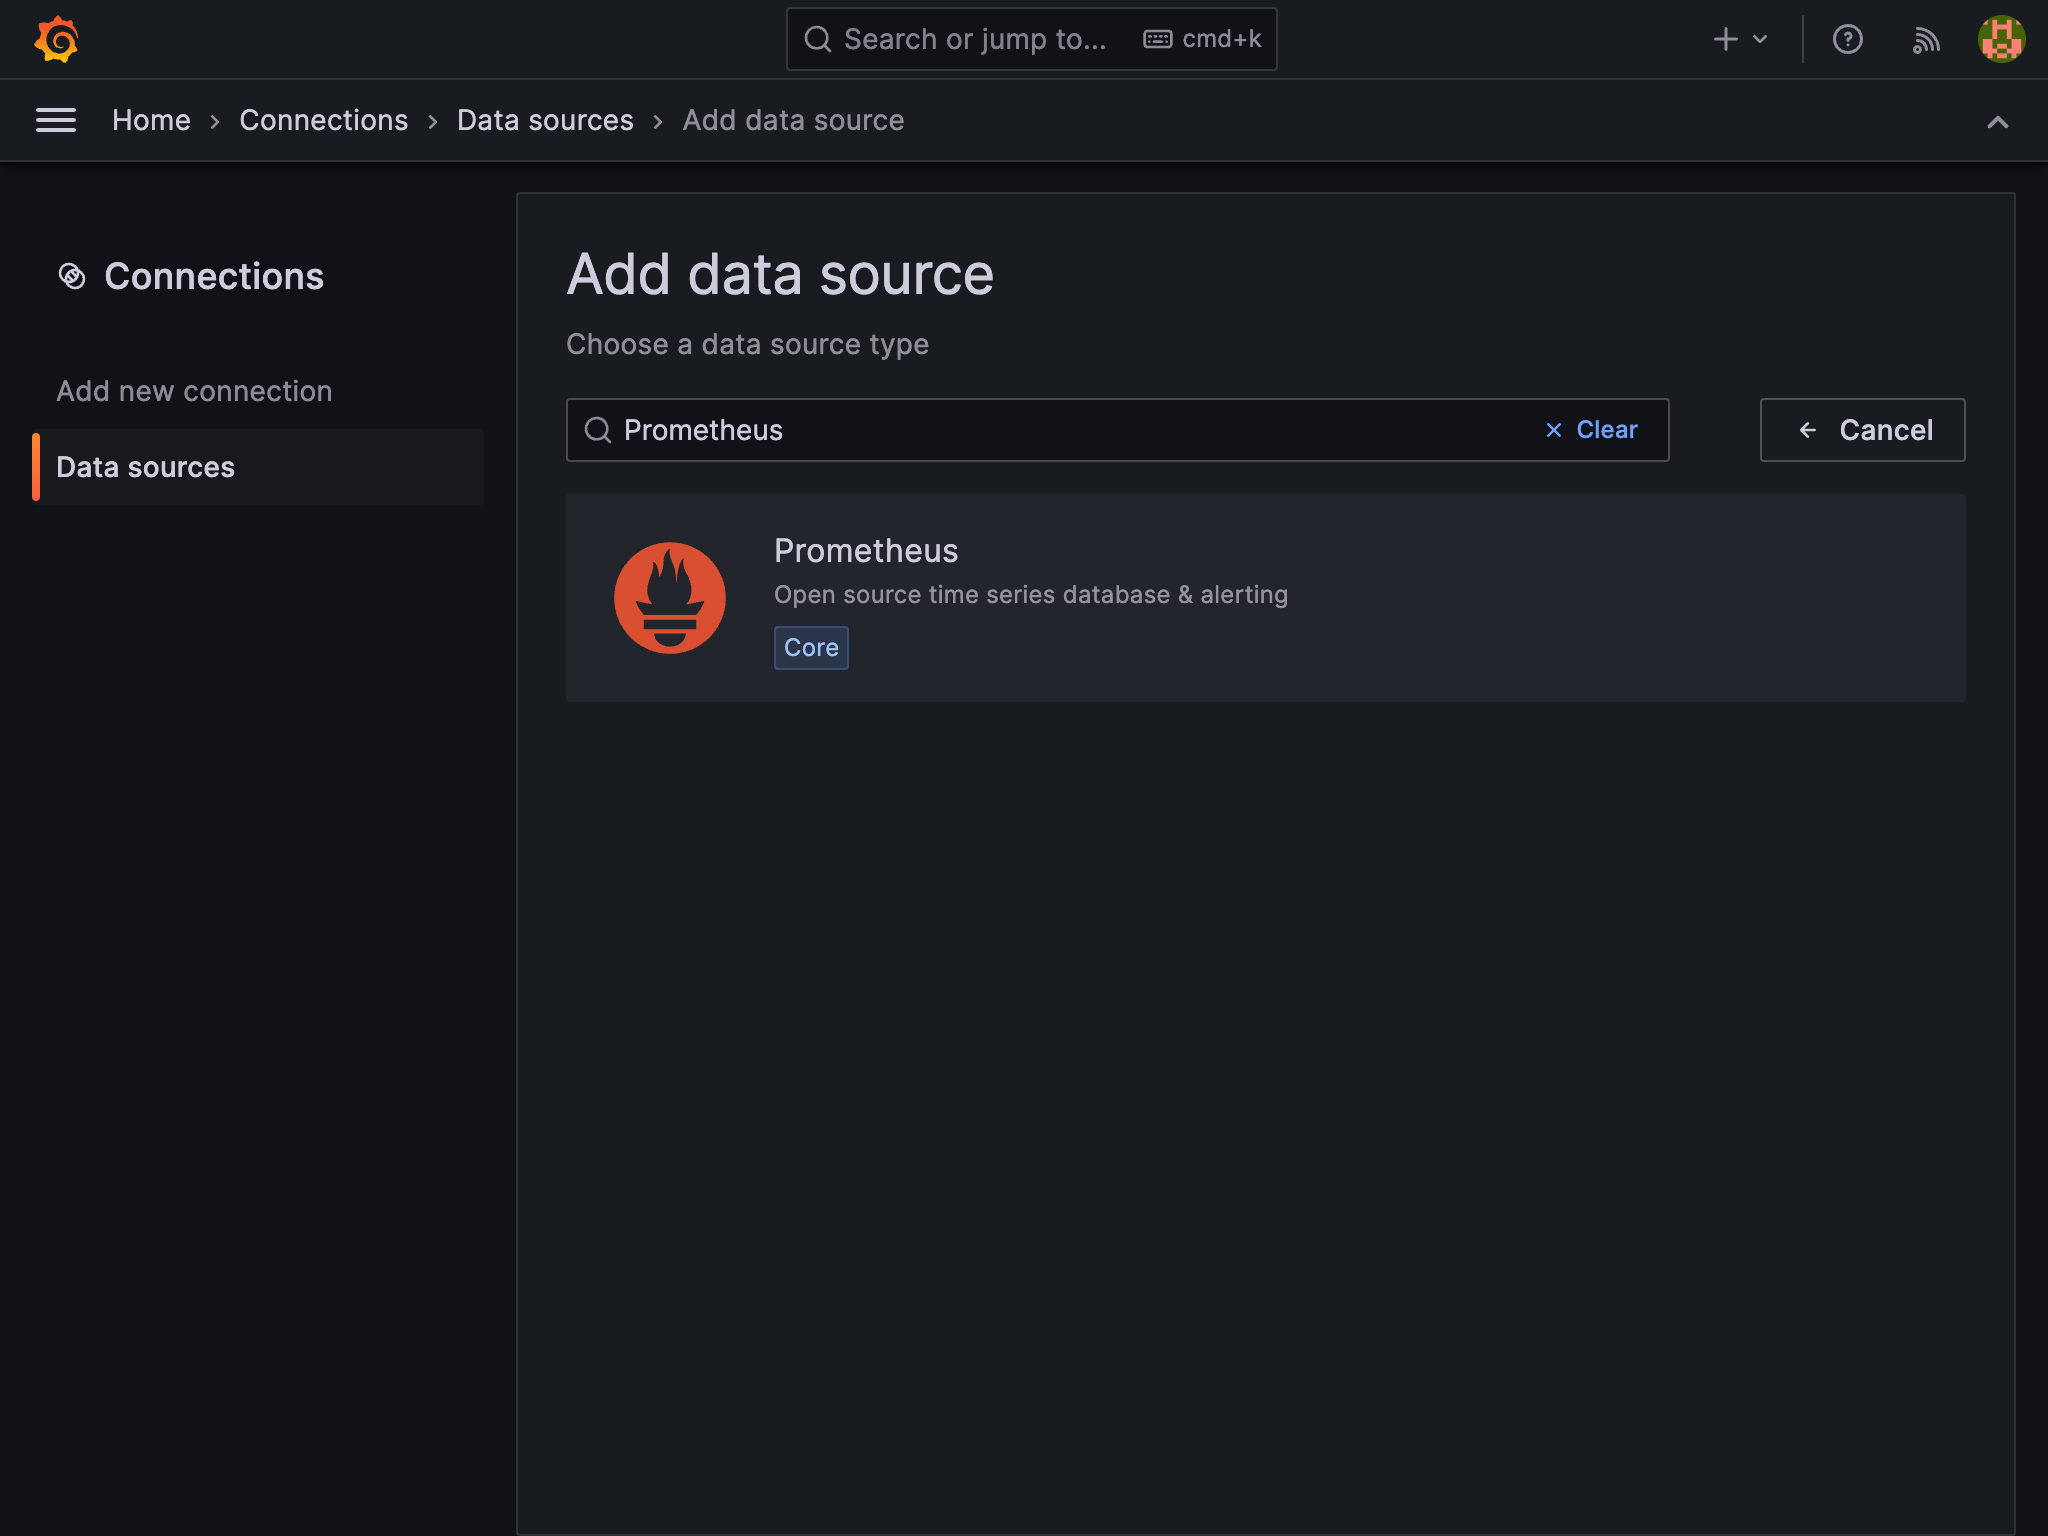 Search or jump to... cmd+k
Home > Connections > Data sources > Add data source
Connections
Add new connection
Data sources
Add data source
Choose a data source type
Prometheus
Clear
Cancel
Prometheus
Open source time series database & alerting
Core